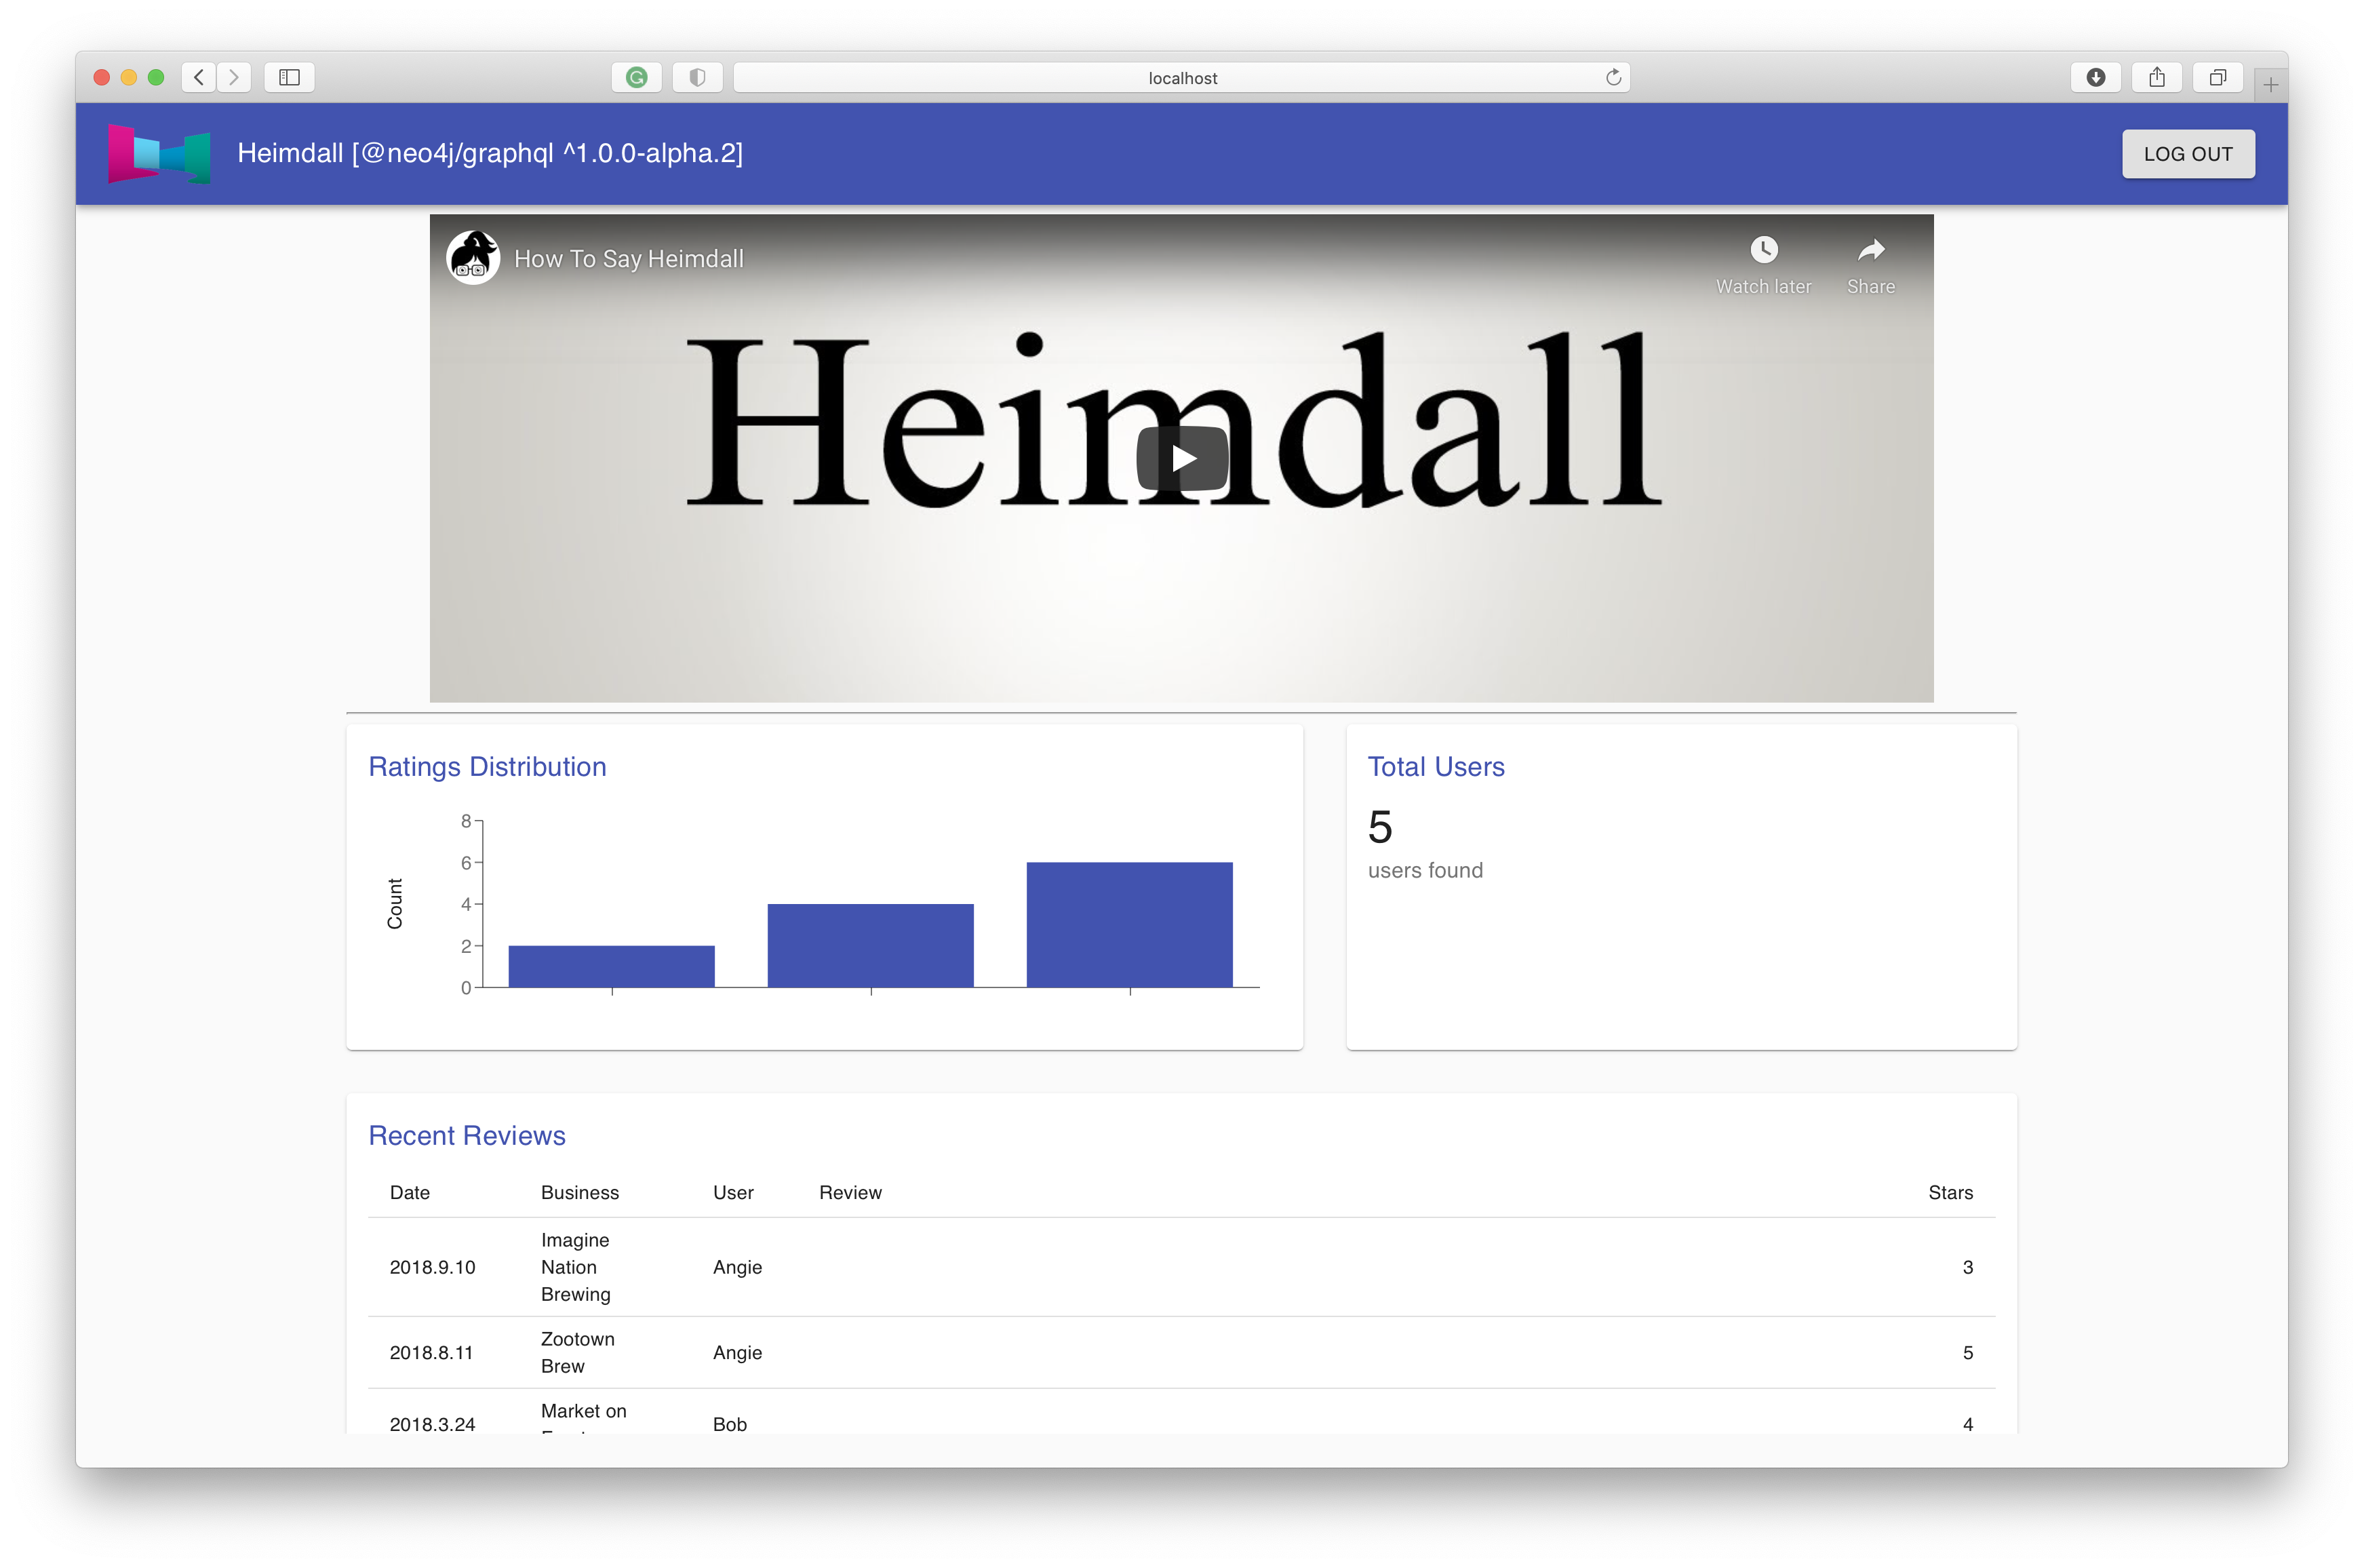 localhost
Heimdall [@neo4j/graphql ^1.0.0-alpha.2]
LOG OUT
How To Say Heimdall
Watch later
Share
Heimdall
Ratings Distribution
8
6
4
2
0
Count
Total Users
5
users found
Recent Reviews
Date Business User Review Stars
Imagine
Nation
Brewing
2018.9.10 Angie 3
Zootown
Brew
2018.8.11 Angie 5
Market on
2018.3.24 Bob 4